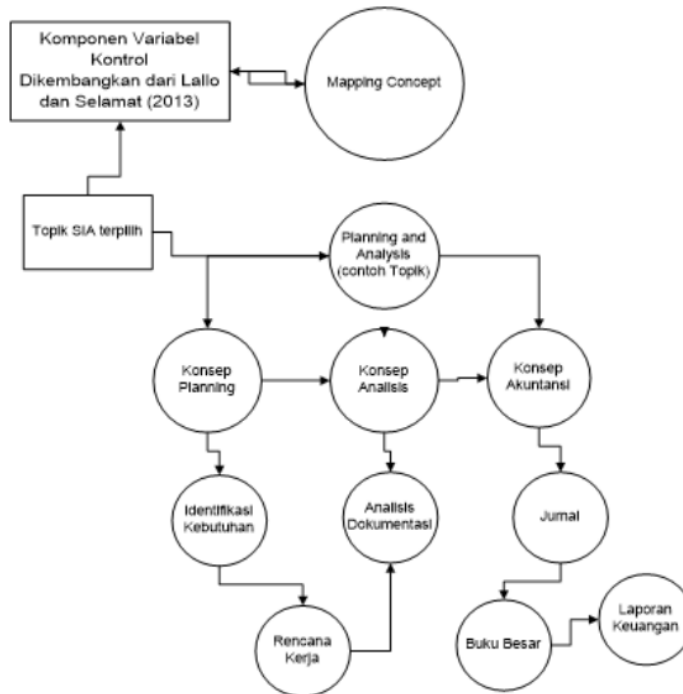 Komponen Variabel
Kontrol
Dikembangkan dari Lallo
dan Selamat (2013)
Mapping Concept
Topik SIA terpilih
Planning and
Analysis
(contoh Topik)
Konsep
Planning
Konsep
Analisis
Konsep
Akuntansi
Identifikasi
Kebutuhan
Analisis
Dokumentasi
Jurnal
Rencana
Kerja
Buku Besar
Laporan
Keuangan